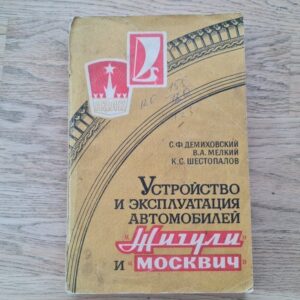 С.Ф. ДЕМИХОВСКИЙ
В.А. МЕЛКИЙ
К.С. ШЕСТОПАЛОВ
УСТРОЙСТВО
И ЭКСПЛУАТАЦИЯ
АВТОМОБИЛЕЙ
"Жигули"
И "МОСКВИЧ"